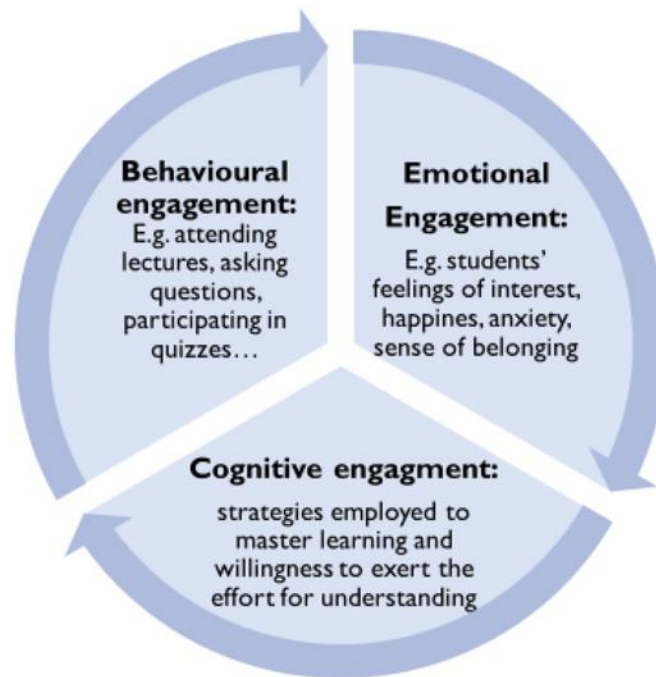 Behavioural
engagement:
E.g. attending
lectures, asking
questions,
participating in
quizzes...
Emotional
Engagement:
E.g. students'
feelings of interest,
happines, anxiety,
sense of belonging
Cognitive engagment:
strategies employed to
master learning and
willingness to exert the
effort for understanding